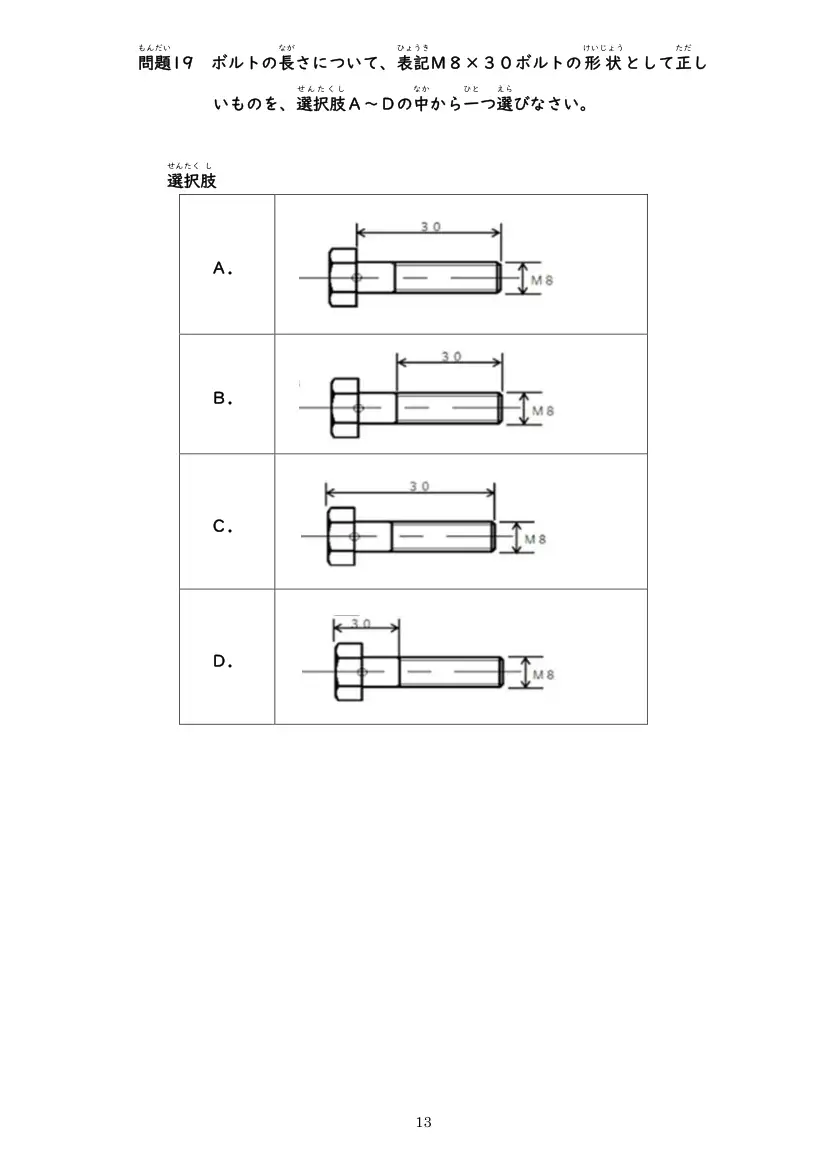 もんだい なが ひょうき けいじょう ただ
問題19 ボルトの長さについて、表記M8×30ボルトの形状として正し
せんたくし なか ひと えら
いものを、選択肢A~Dの中から一つ選びなさい。
せんたく し
選択肢
30
A.
M8
30
B.
M8
30
C.
M8
30
D.
M8
13